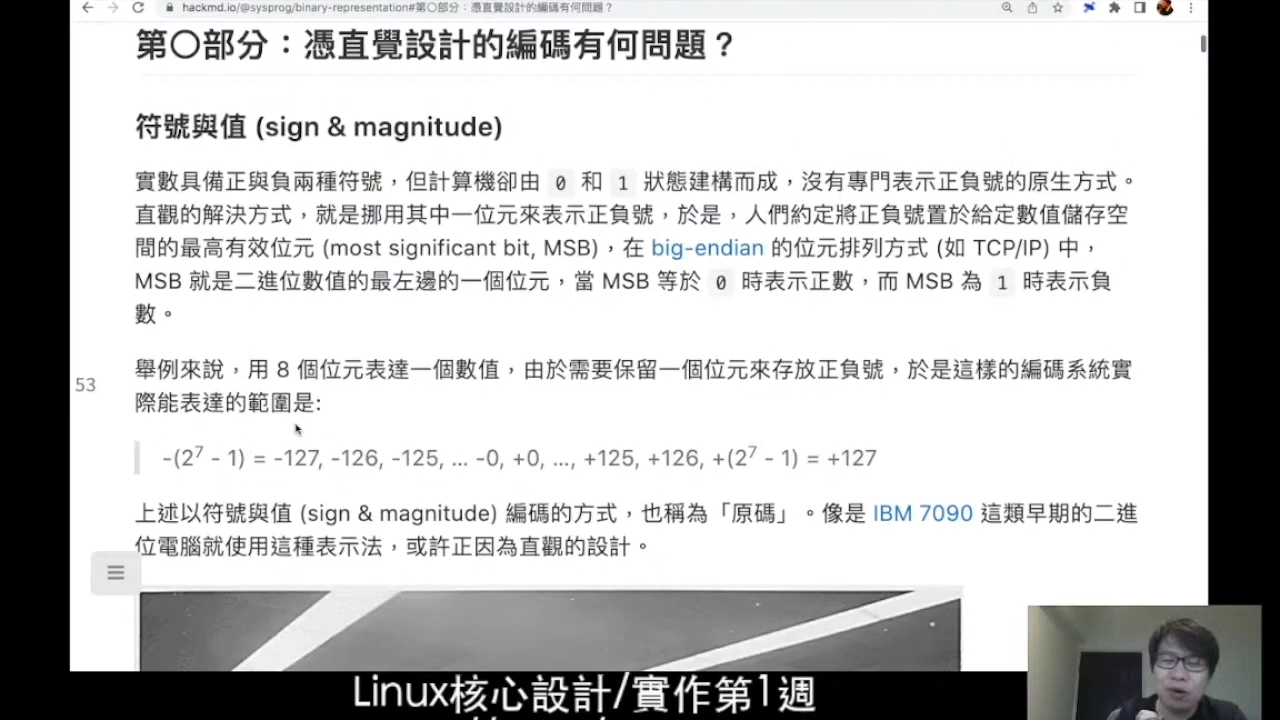 hackmd.io/@sysprog/binary-representation#第〇部分：憑直覺設計的編碼有何問題？
第〇部分：憑直覺設計的編碼有何問題？
符號與值 (sign & magnitude)
實數具備正與負兩種符號，但計算機卻由 0 和 1 狀態建構而成，沒有專門表示正負號的原生方式。
直觀的解決方式，就是挪用其中一位元來表示正負號，於是，人們約定將正負號置於給定數值儲存空
間的最高有效位元 (most significant bit, MSB)，在 big-endian 的位元排列方式 (如 TCP/IP) 中，
MSB 就是二進位數值的最左邊的一個位元，當 MSB 等於 0 時表示正數，而 MSB 為 1 時表示負
數。
舉例來說，用 8 個位元表達一個數值，由於需要保留一個位元來存放正負號，於是這樣的編碼系統實
53
際能表達的範圍是:
-(2⁷ - 1) = -127, -126, -125, ... -0, +0, ..., +125, +126, +(2⁷ - 1) = +127
上述以符號與值 (sign & magnitude) 編碼的方式，也稱為「原碼」。像是 IBM 7090 這類早期的二進
位電腦就使用這種表示法，或許正因為直觀的設計。
Linux核心設計/實作第1週